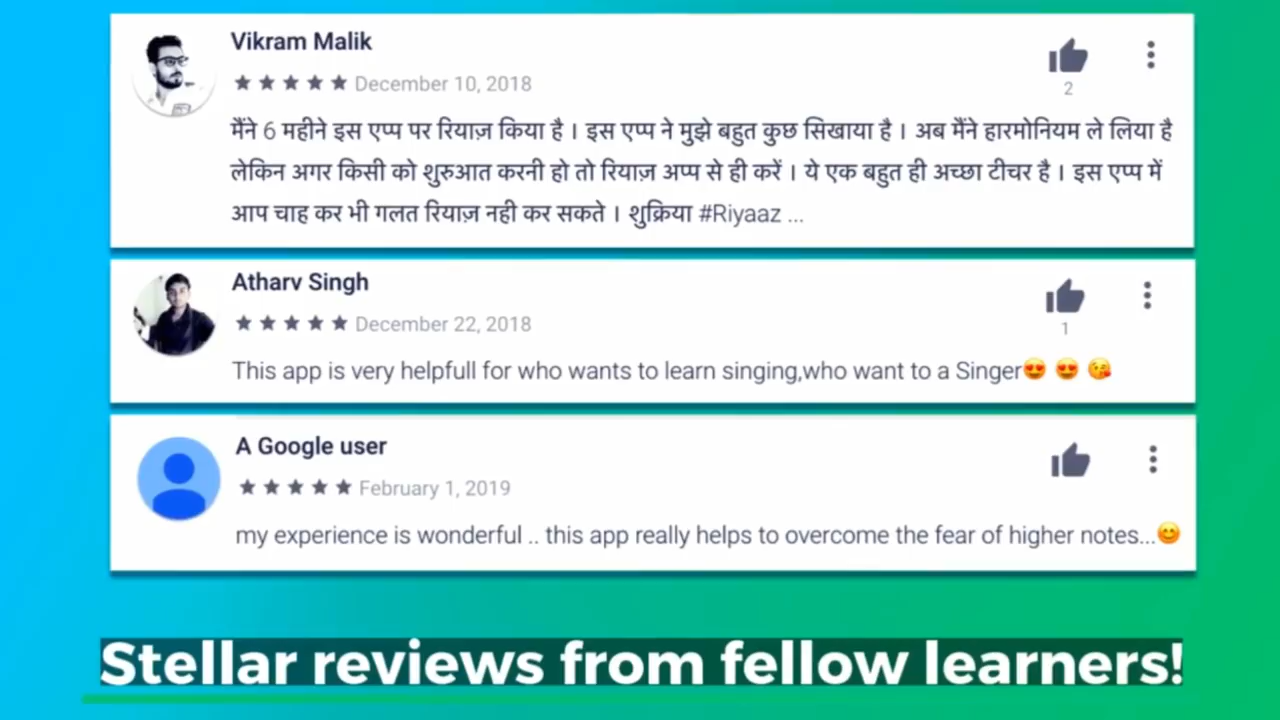 Vikram Malik
December 10, 2018
2
मैंने 6 महीने इस एप्प पर रियाज़ किया है । इस एप्प ने मुझे बहुत कुछ सिखाया है । अब मैंने हारमोनियम ले लिया है
लेकिन अगर किसी को शुरुआत करनी हो तो रियाज़ अप्प से ही करें । ये एक बहुत ही अच्छा टीचर है । इस एप्प में
आप चाह कर भी गलत रियाज़ नही कर सकते । शुक्रिया #Riyaaz ...
Atharv Singh
December 22, 2018
1
This app is very helpfull for who wants to learn singing,who want to a Singer😍 😍 😘
A Google user
February 1, 2019
my experience is wonderful .. this app really helps to overcome the fear of higher notes...😊
Stellar reviews from fellow learners!